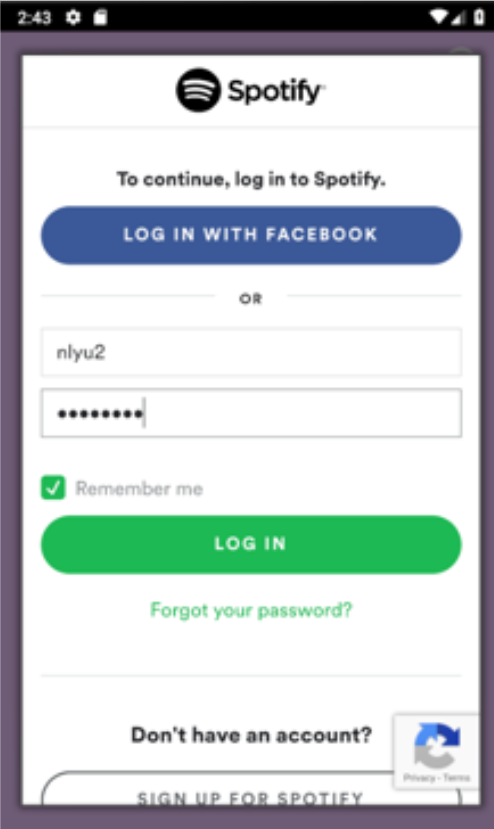 2:43
Spotify
To continue, log in to Spotify.
LOG IN WITH FACEBOOK
OR
nlyu2
••••••••
Remember me
LOG IN
Forgot your password?
Don't have an account?
Privacy - Terms
SIGN UP FOR SPOTIFY